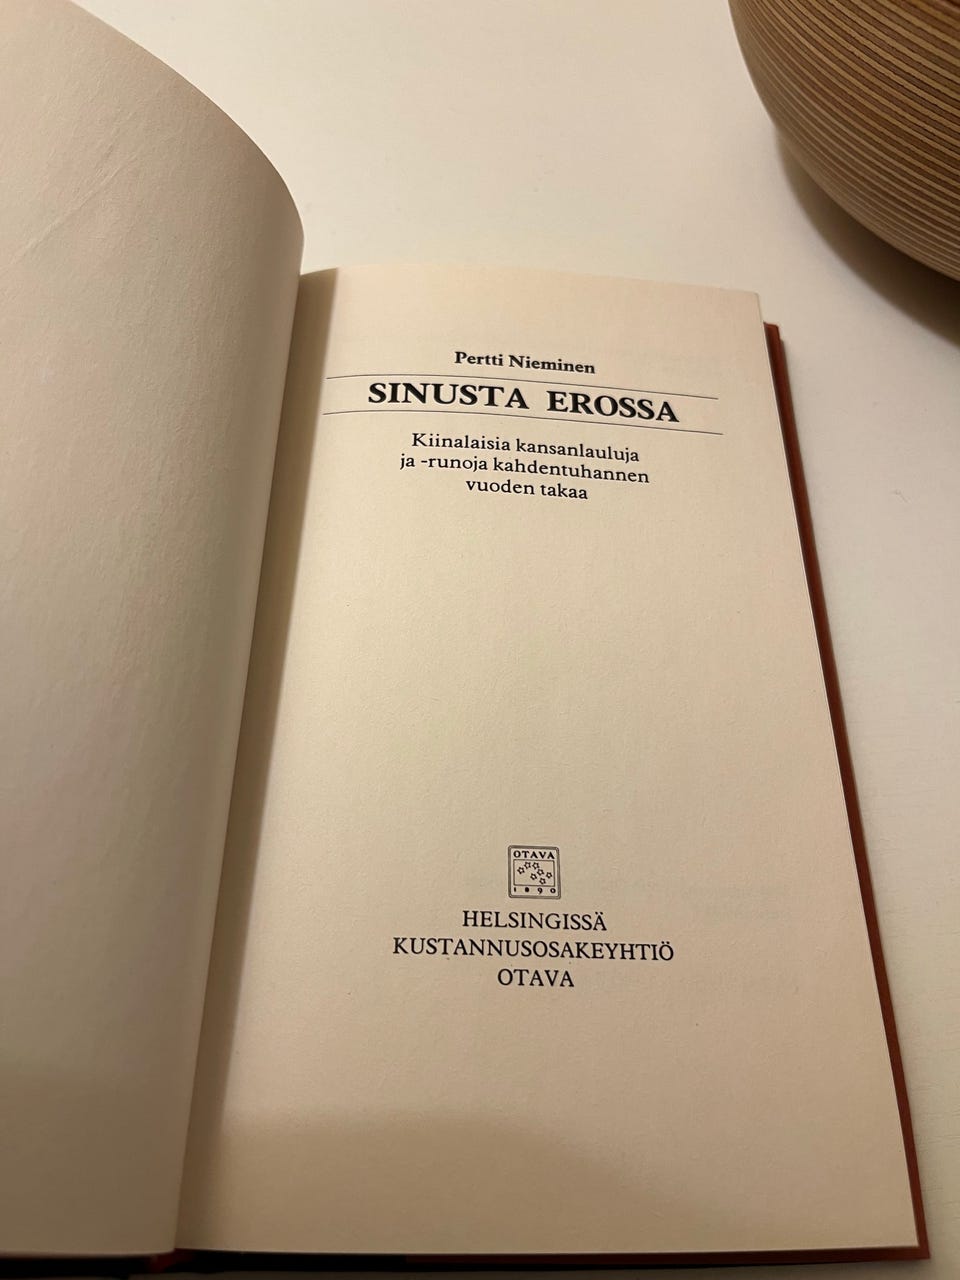 Pertti Nieminen
SINUSTA EROSSA
Kiinalaisia kansanlauluja
ja -runoja kahdentuhannen
vuoden takaa
OTAVA
1890
HELSINGISSÄ
KUSTANNUSOSAKEYHTIÖ
OTAVA